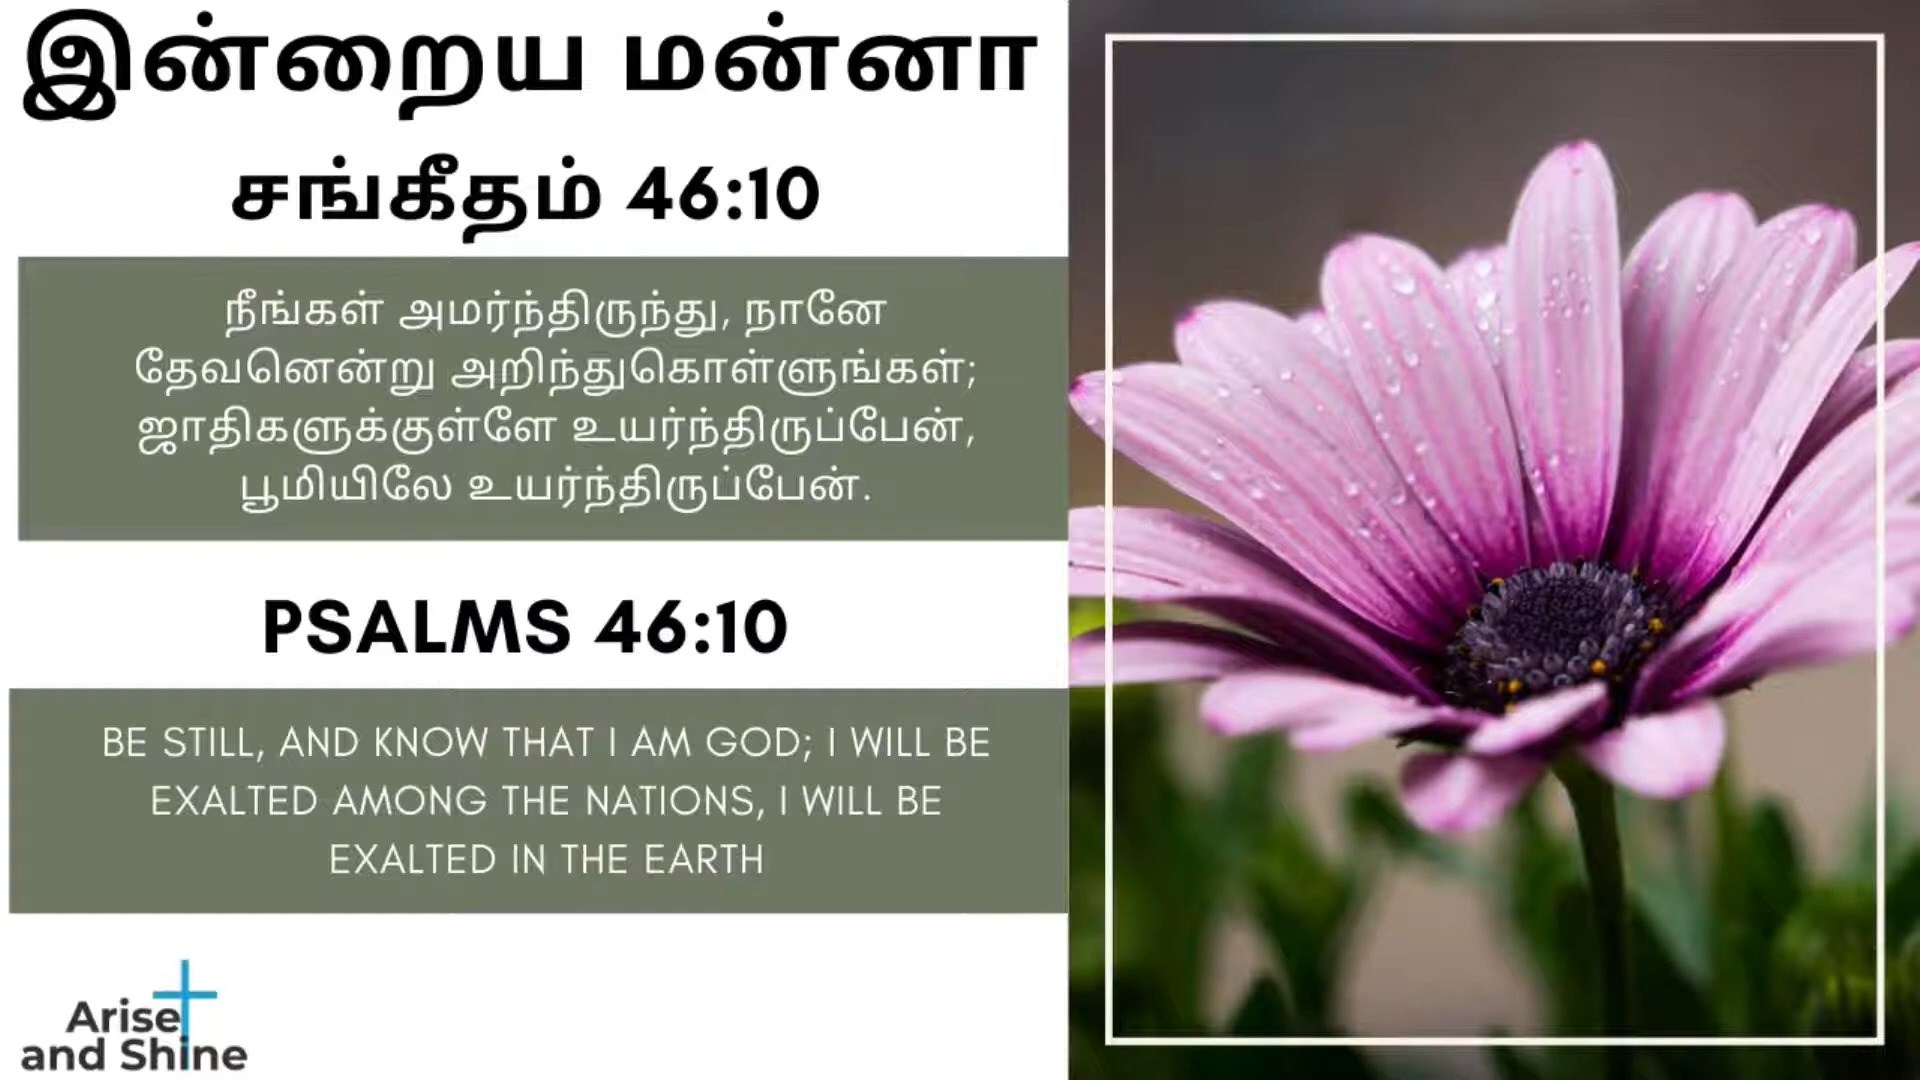 இன்றைய மன்னா
சங்கீதம் 46:10
நீங்கள் அமர்ந்திருந்து, நானே
தேவனென்று அறிந்துகொள்ளுங்கள்;
ஜாதிகளுக்குள்ளே உயர்ந்திருப்பேன்,
பூமியிலே உயர்ந்திருப்பேன்.
PSALMS 46:10
BE STILL, AND KNOW THAT I AM GOD; I WILL BE
EXALTED AMONG THE NATIONS, I WILL BE
EXALTED IN THE EARTH
Arise
and Shine